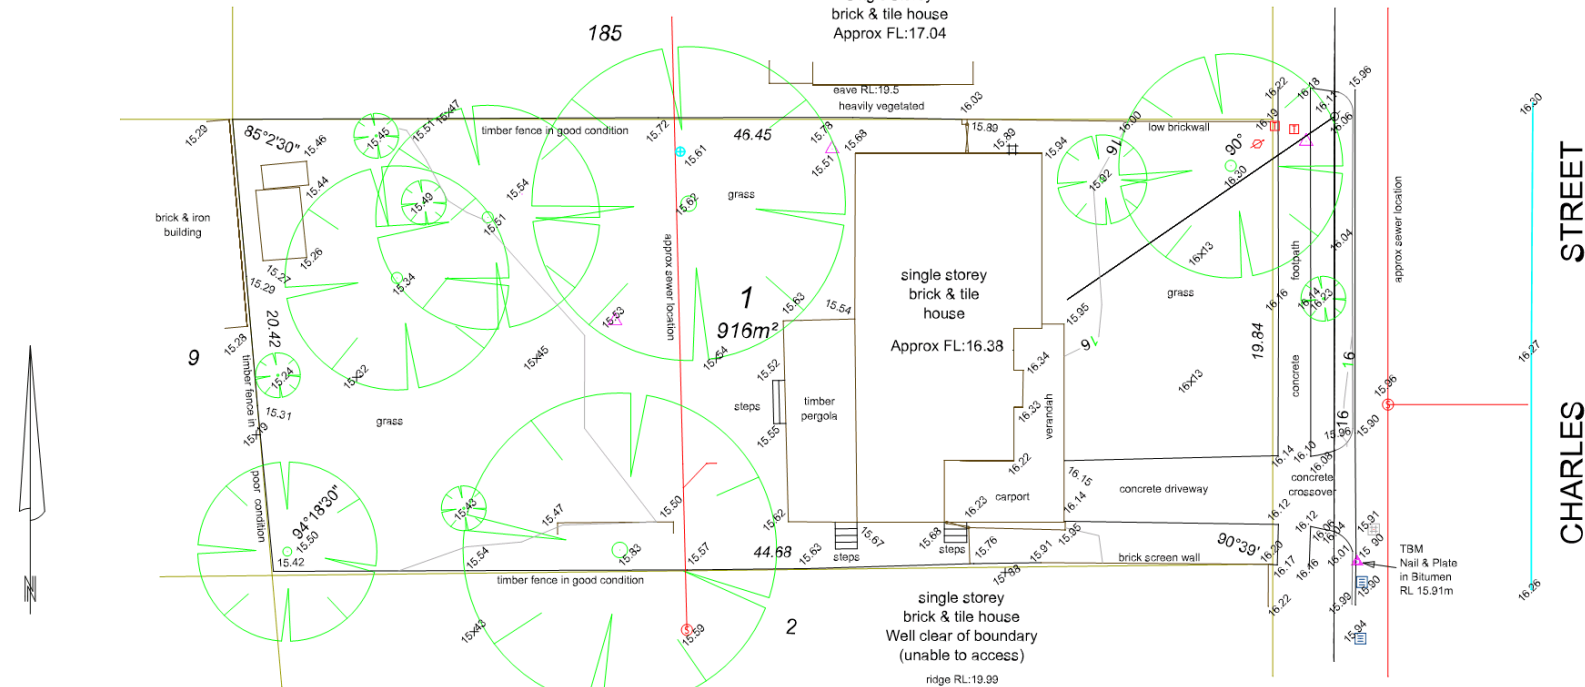 brick & tile house
Approx FL:17.04
185
eave RL:19.5
heavily vegetated
16.03
15.96
16.22
16.18
16.17
16.30
15.29
85°2'30"
15.46
15.45
15.51
15x47
timber fence in good condition
15.72
46.45
15.78
15.68
15.89
15.89
15.94
16.00
low brickwall
16.19
16.06
15.61
15.51
16
90°
16.30
15.92
15.44
15.49
15.54
15.62
grass
STREET
brick & iron
building
15.51
15.26
15.27
15.29
15.34
approx sewer location
16x13
16.04
footpath
approx sewer location
single storey
brick & tile
house
Approx FL:16.38
grass
16.16
16.14
16.23
1
916m²
15.63
15.54
15.53
15.95
20.42
15.28
9
15x45
15x54
15.52
16
19.84
16
16.27
15.24
15x32
16.34
16x13
concrete
15.96
15.31
grass
steps
timber
pergola
16.33
verandah
16
15.96
15.90
CHARLES
timber fence in
15x19
15.55
poor condition
94°18'30"
16.22
16.15
16.14
16.10
16.08
concrete driveway
concrete
crossover
15.43
15.47
15.50
15.62
16.23
carport
16.14
16.12
16.12
16.06
16.04
15.91
15.50
15.42
15.54
15.83
15.57
44.68
15.63
15.67
steps
15.68
steps
15.76
15.91
15.95
brick screen wall
90°39'
16.20
16.17
16.16
16.01
15.90
TBM
Nail & Plate
in Bitumen
RL 15.91m
timber fence in good condition
15x88
16.22
15.99
15.90
16.26
N
15x43
15.59
2
single storey
brick & tile house
Well clear of boundary
(unable to access)
ridge RL:19.99
15.94